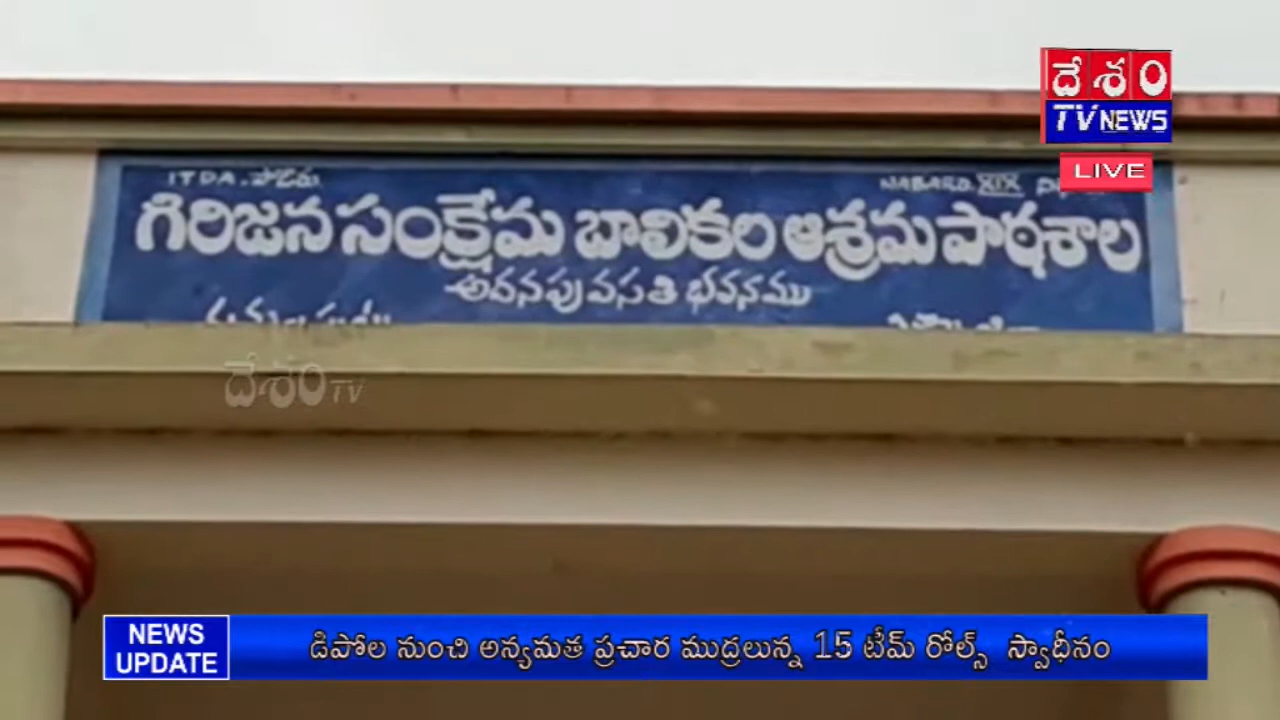 దేశం
TV NEWS
LIVE
ITDA. పాడేరు
NABARD. XIX
గిరిజన సంక్షేమ బాలికల ఆశ్రమ పాఠశాల
అదనపు వసతి భవనము
దేశం TV
NEWS UPDATE
డిపోల నుంచి అన్యమత ప్రచార ముద్రలున్న 15 టీమ్ రోల్స్ స్వాధీనం